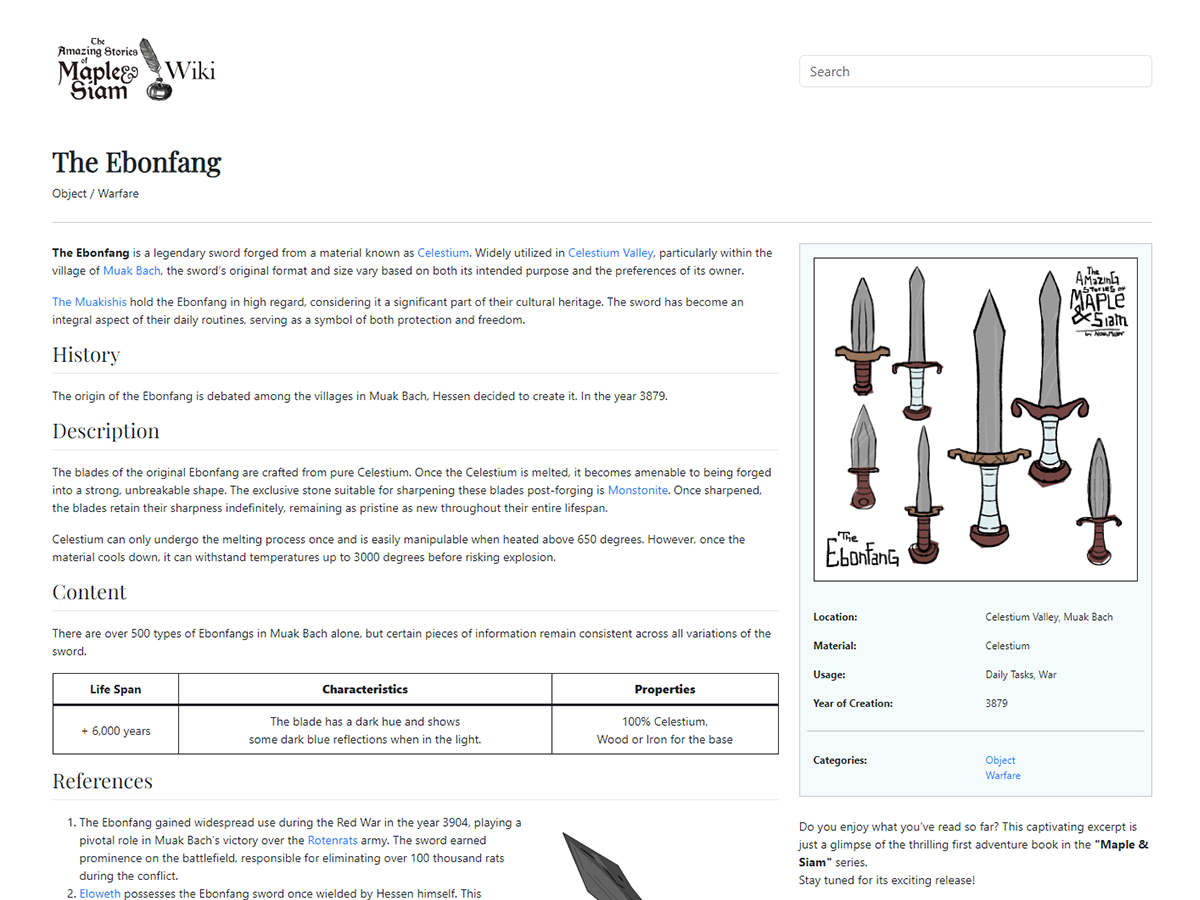 The
Amazing Stories
of
Maple&
Siam
Wiki
Search
The Ebonfang
Object / Warfare
The Ebonfang is a legendary sword forged from a material known as Celestium. Widely utilized in Celestium Valley, particularly within the
village of Muak Bach, the sword's original format and size vary based on both its intended purpose and the preferences of its owner.
The Muakishis hold the Ebonfang in high regard, considering it a significant part of their cultural heritage. The sword has become an
integral aspect of their daily routines, serving as a symbol of both protection and freedom.
History
The origin of the Ebonfang is debated among the villages in Muak Bach, Hessen decided to create it. In the year 3879.
Description
The blades of the original Ebonfang are crafted from pure Celestium. Once the Celestium is melted, it becomes amenable to being forged
into a strong, unbreakable shape. The exclusive stone suitable for sharpening these blades post-forging is Monstonite. Once sharpened,
the blades retain their sharpness indefinitely, remaining as pristine as new throughout their entire lifespan.
Celestium can only undergo the melting process once and is easily manipulable when heated above 650 degrees. However, once the
material cools down, it can withstand temperatures up to 3000 degrees before risking explosion.
Content
There are over 500 types of Ebonfangs in Muak Bach alone, but certain pieces of information remain consistent across all variations of the
sword.
Life Span
Characteristics
Properties
+ 6,000 years
The blade has a dark hue and shows
some dark blue reflections when in the light.
100% Celestium,
Wood or Iron for the base
References
1. The Ebonfang gained widespread use during the Red War in the year 3904, playing a
pivotal role in Muak Bach's victory over the Rotenrats army. The sword earned
prominence on the battlefield, responsible for eliminating over 100 thousand rats
during the conflict.
2. Eloweth possesses the Ebonfang sword once wielded by Hessen himself. This
The
Amazing
Stories of
Maple
& Siam
by
The
Ebonfang
Location: Celestium Valley, Muak Bach
Material: Celestium
Usage: Daily Tasks, War
Year of Creation: 3879
Categories: Object
Warfare
Do you enjoy what you've read so far? This captivating excerpt is
just a glimpse of the thrilling first adventure book in the "Maple &
Siam" series.
Stay tuned for its exciting release!